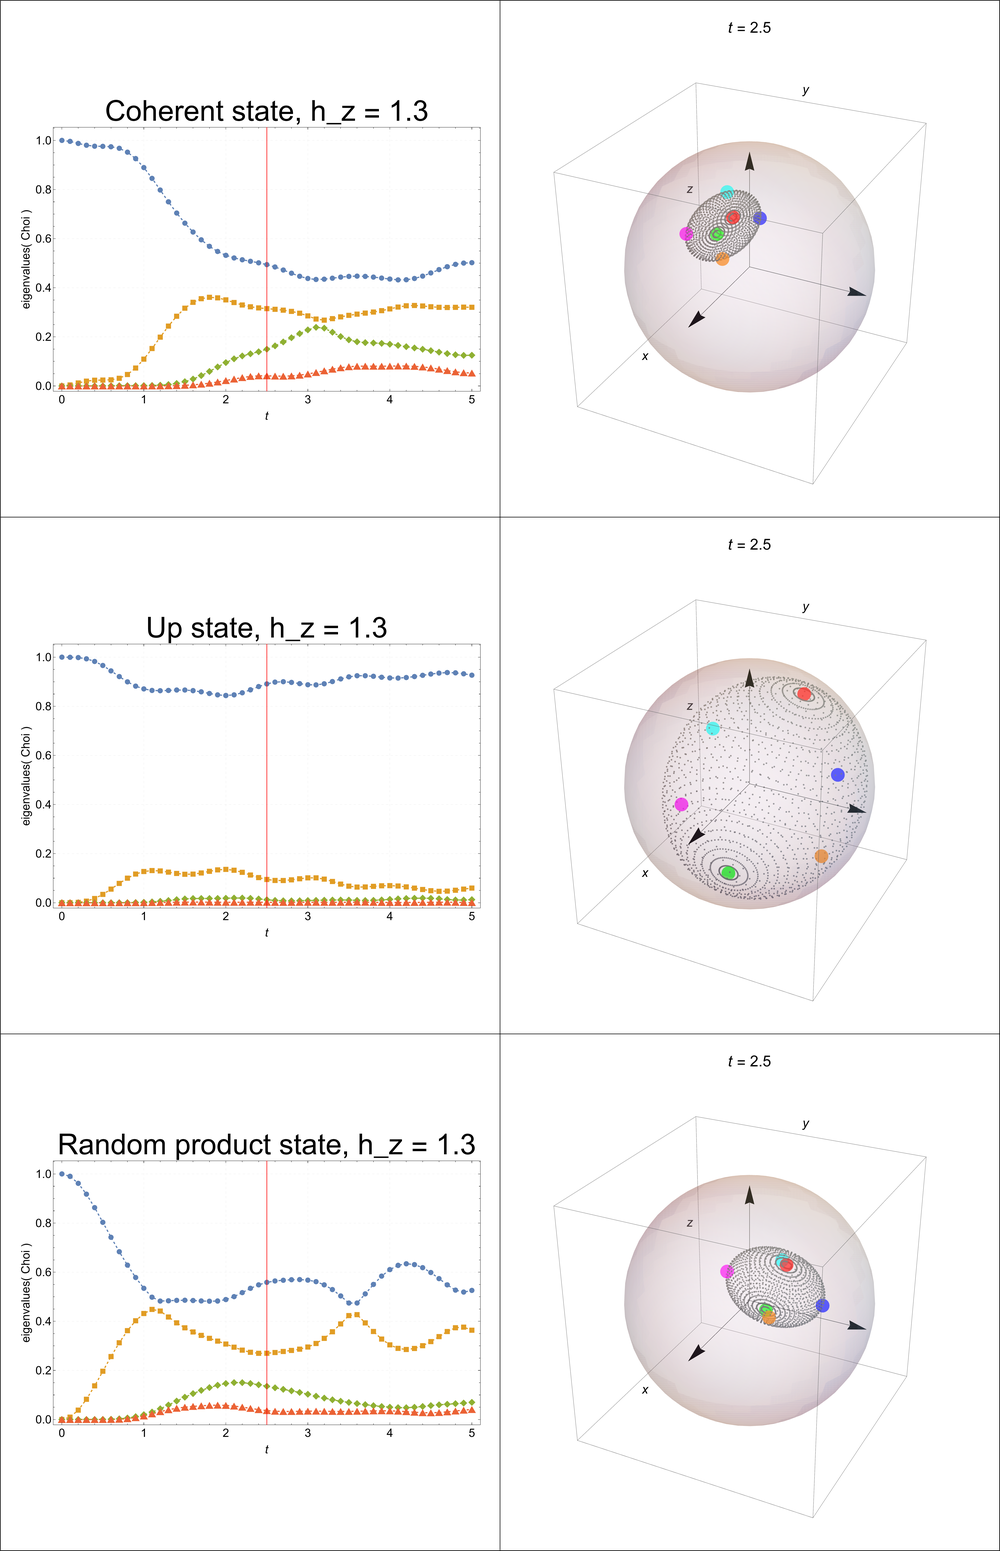 Coherent state, h_z = 1.3
eigenvalues( Choi )
1.0
0.8
0.6
0.4
0.2
0.0
0 1 2 3 4 5
t
t = 2.5
y
z
x
Up state, h_z = 1.3
eigenvalues( Choi )
1.0
0.8
0.6
0.4
0.2
0.0
0 1 2 3 4 5
t
t = 2.5
y
z
x
Random product state, h_z = 1.3
eigenvalues( Choi )
1.0
0.8
0.6
0.4
0.2
0.0
0 1 2 3 4 5
t
t = 2.5
y
z
x